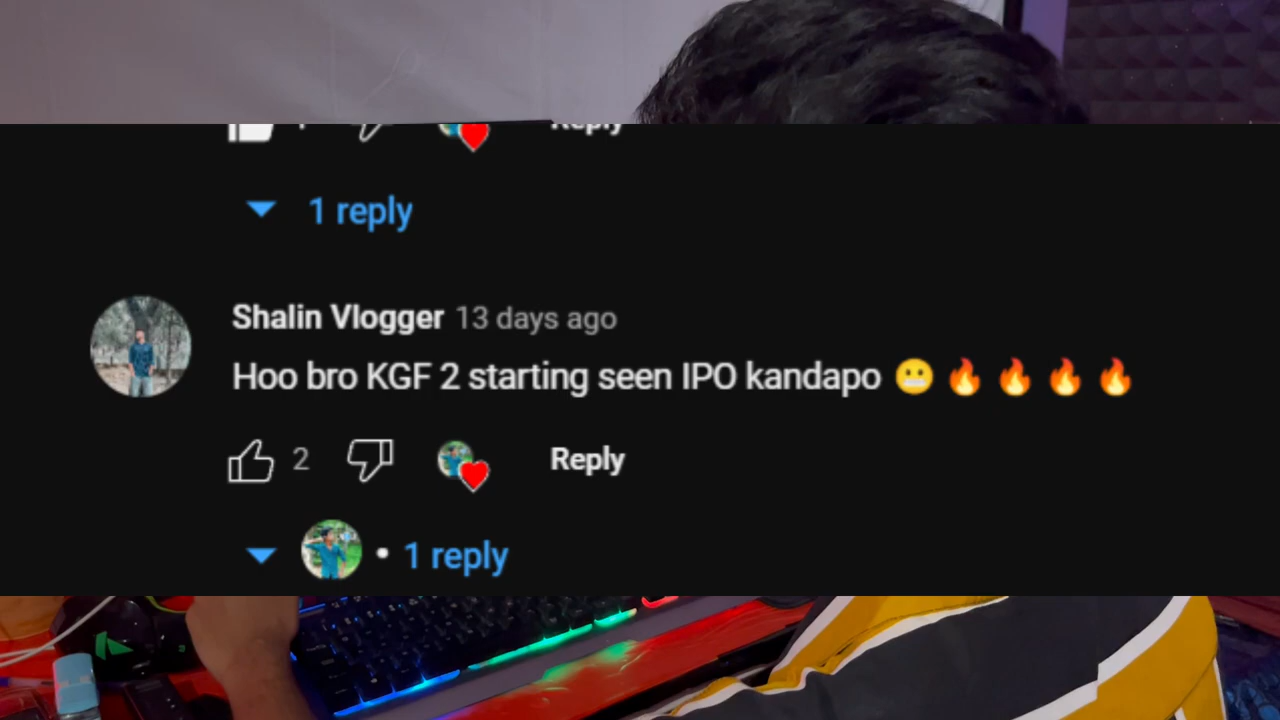 Reply
1 reply
Shalin Vlogger 13 days ago
Hoo bro KGF 2 starting seen IPO kandapo 😬 🔥 🔥 🔥 🔥
2 Reply
• 1 reply